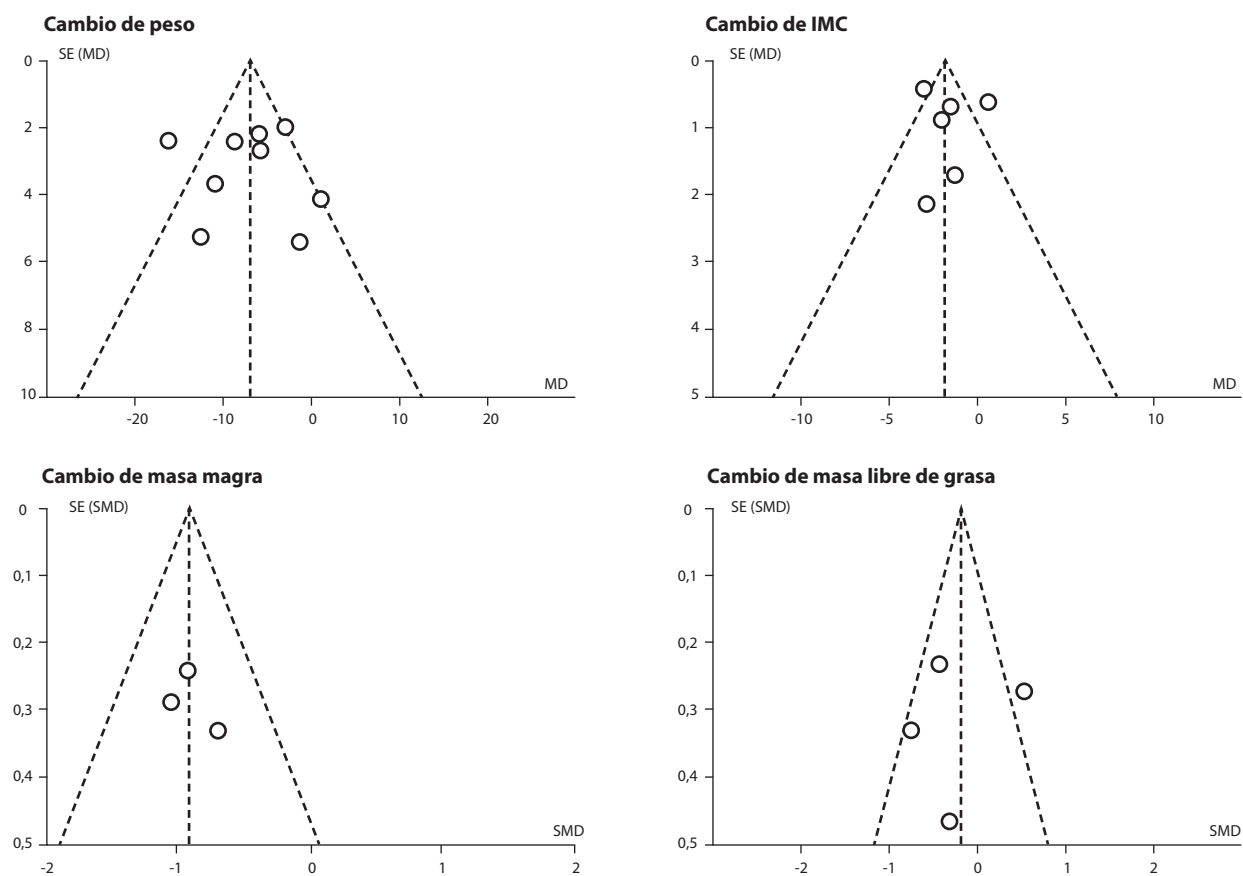 Cambio de peso
SE (MD)
0
2
4
6
8
10
MD
-20 -10 0 10 20
Cambio de IMC
SE (MD)
0
1
2
3
4
5
MD
-10 -5 0 5 10
Cambio de masa magra
SE (SMD)
0
0,1
0,2
0,3
0,4
0,5
SMD
-2 -1 0 1 2
Cambio de masa libre de grasa
SE (SMD)
0
0,1
0,2
0,3
0,4
0,5
SMD
-2 -1 0 1 2